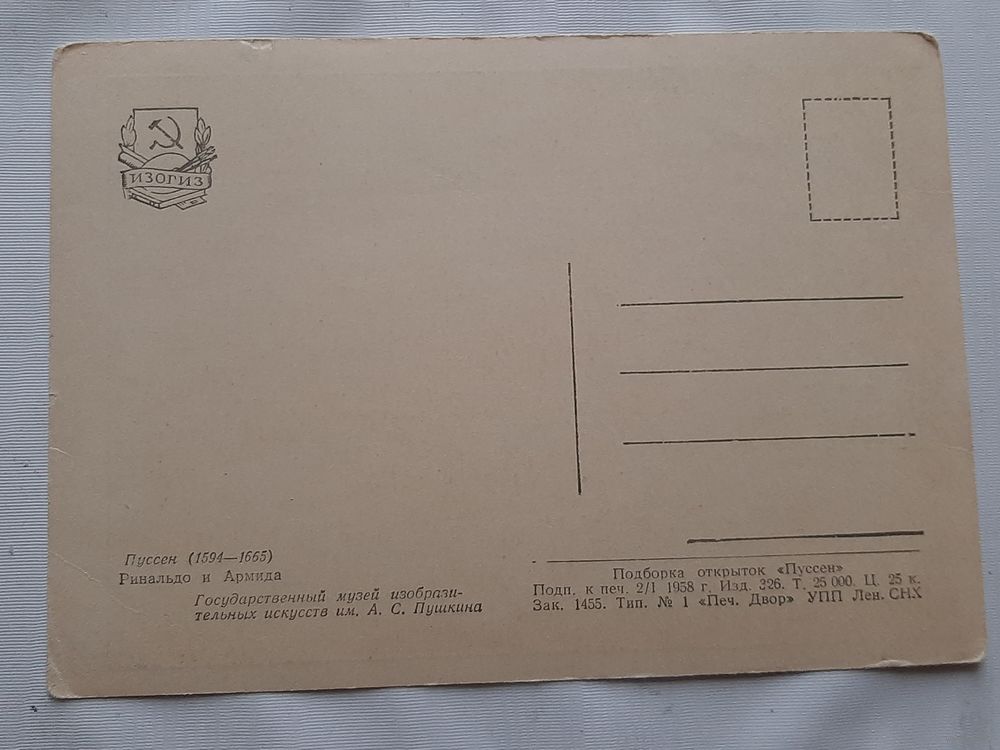 ИЗОГИЗ
Пуссен (1594—1665)
Ринальдо и Армида
Государственный музей изобрази-
тельных искусств им. А. С. Пушкина
Подборка открыток «Пуссен»
Подп. к печ. 2/I 1958 г. Изд. 326. Т. 25 000. Ц. 25 к.
Зак. 1455. Тип. № 1 «Печ. Двор» УПП Лен. СНХ